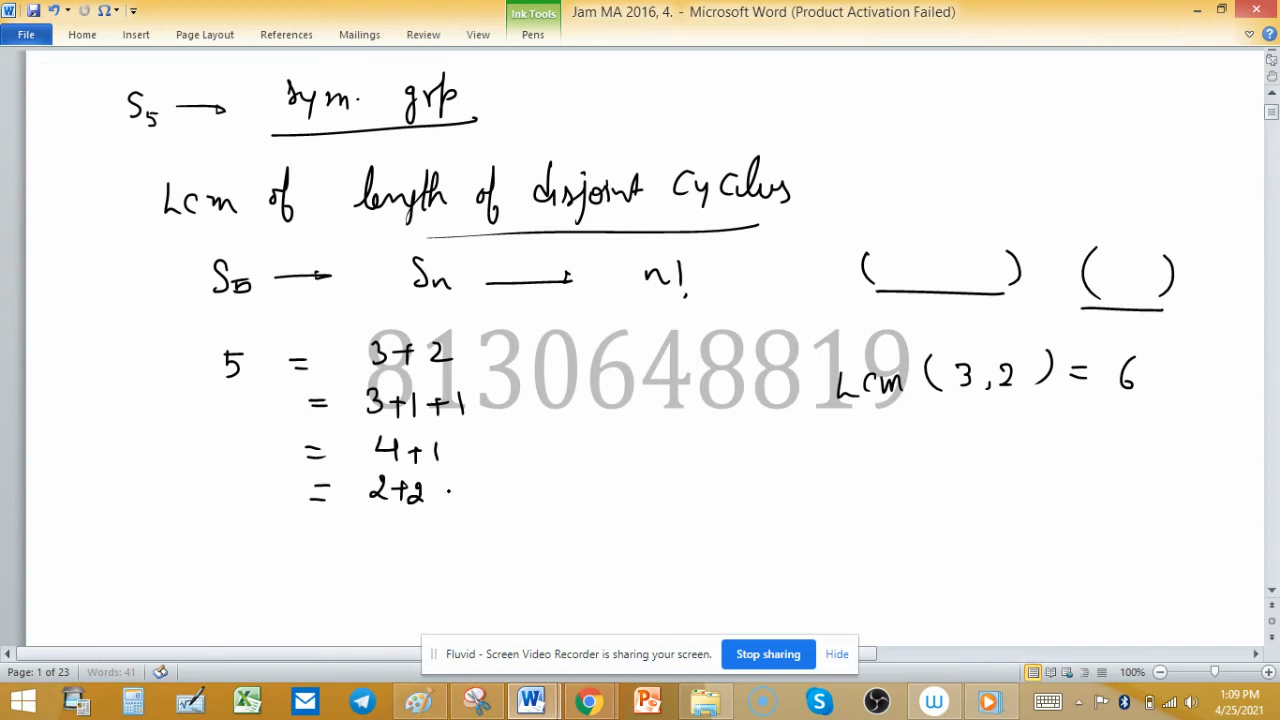 Ink Tools
Jam MA 2016, 4. - Microsoft Word (Product Activation Failed)
File Home Insert Page Layout References Mailings Review View Pens
S5 → sym. grp
Lcm of length of disjoint cycles
S5 → Sn → n! ( ) ( )
8130648819
5 = 3+2
Lcm ( 3,2 ) = 6
= 3+1+1
= 4+1
= 2+2
Fluvid - Screen Video Recorder is sharing your screen. Stop sharing Hide
Page: 1 of 23 Words: 41 100%
1:09 PM
4/25/2021